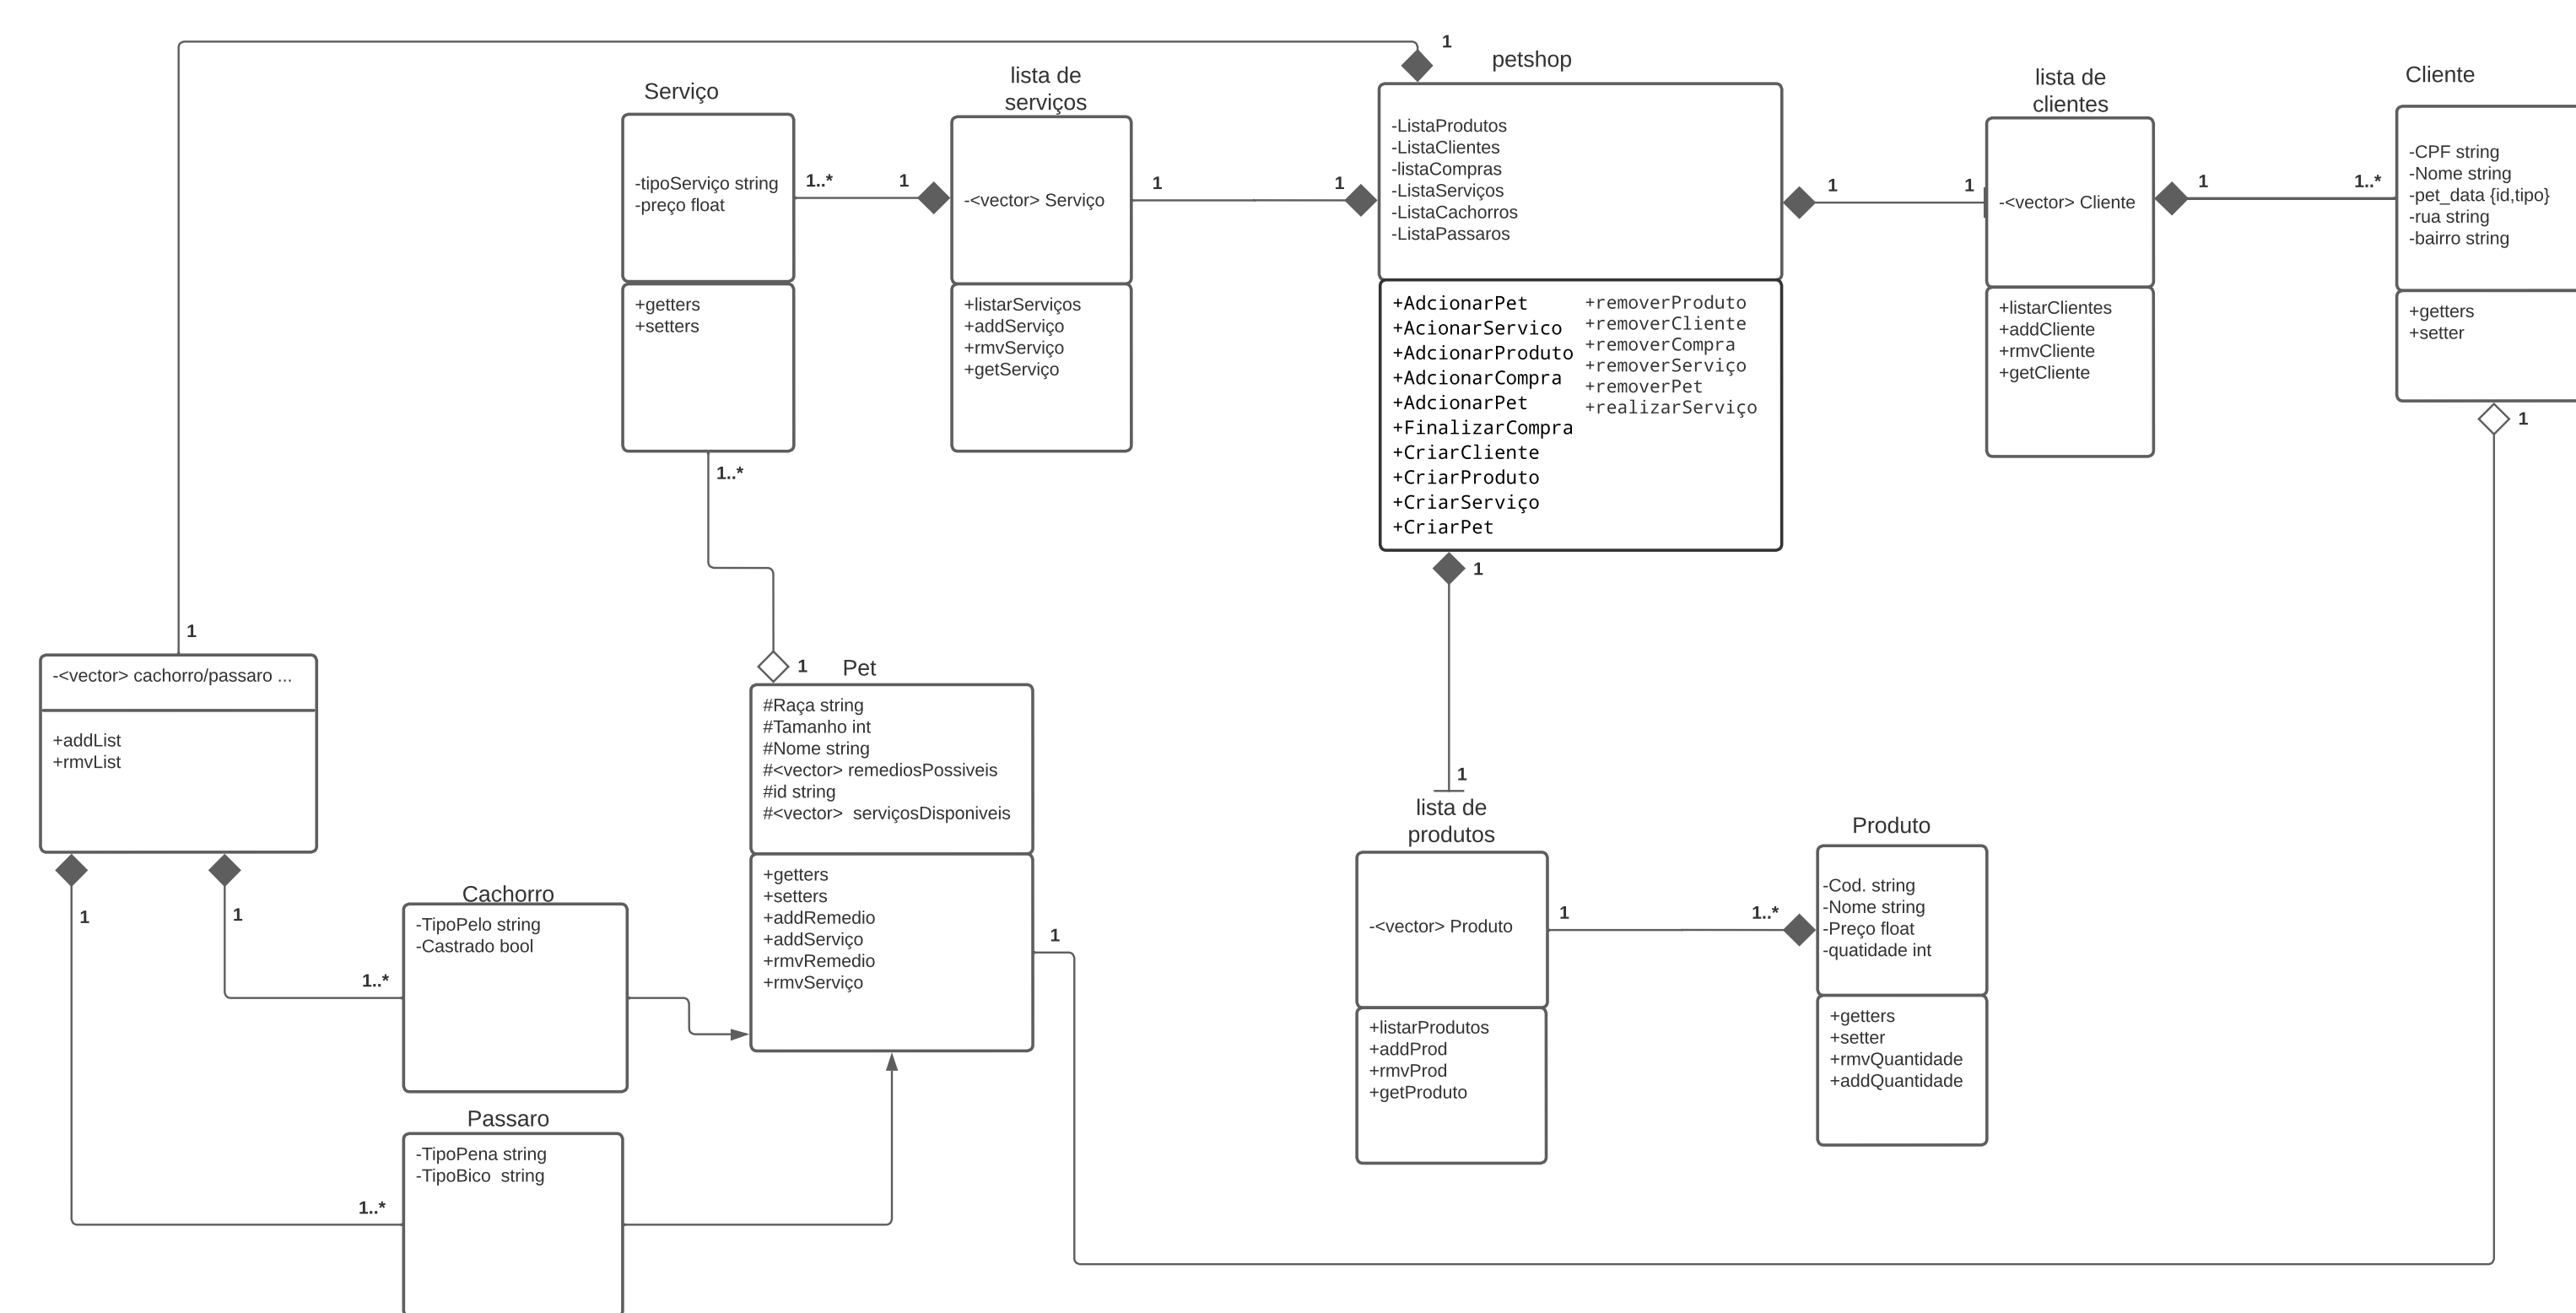 1
petshop
lista de
serviços
lista de
clientes
Cliente
Serviço
-tipoServiço string
-preço float
+getters
+setters
1..*
1
-<vector> Serviço
+listarServiços
+addServiço
+rmvServiço
+getServiço
1
1
-ListaProdutos
-ListaClientes
-listaCompras
-ListaServiços
-ListaCachorros
-ListaPassaros
+AdcionarPet
+AcionarServico
+AdcionarProduto
+AdcionarCompra
+AdcionarPet
+FinalizarCompra
+CriarCliente
+CriarProduto
+CriarServiço
+CriarPet
+removerProduto
+removerCliente
+removerCompra
+removerServiço
+removerPet
+realizarServiço
1
1
-<vector> Cliente
+listarClientes
+addCliente
+rmvCliente
+getCliente
1
1..*
-CPF string
-Nome string
-pet_data {id,tipo}
-rua string
-bairro string
+getters
+setter
1
1..*
1
1
1
-<vector> cachorro/passaro ...
+addList
+rmvList
1
1
1
Pet
#Raça string
#Tamanho int
#Nome string
#<vector> remediosPossiveis
#id string
#<vector>  serviçosDisponiveis
+getters
+setters
+addRemedio
+addServiço
+rmvRemedio
+rmvServiço
1
Cachorro
-TipoPelo string
-Castrado bool
1..*
Passaro
-TipoPena string
-TipoBico  string
1..*
lista de
produtos
-<vector> Produto
+listarProdutos
+addProd
+rmvProd
+getProduto
1
1..*
Produto
-Cod. string
-Nome string
-Preço float
-quatidade int
+getters
+setter
+rmvQuantidade
+addQuantidade